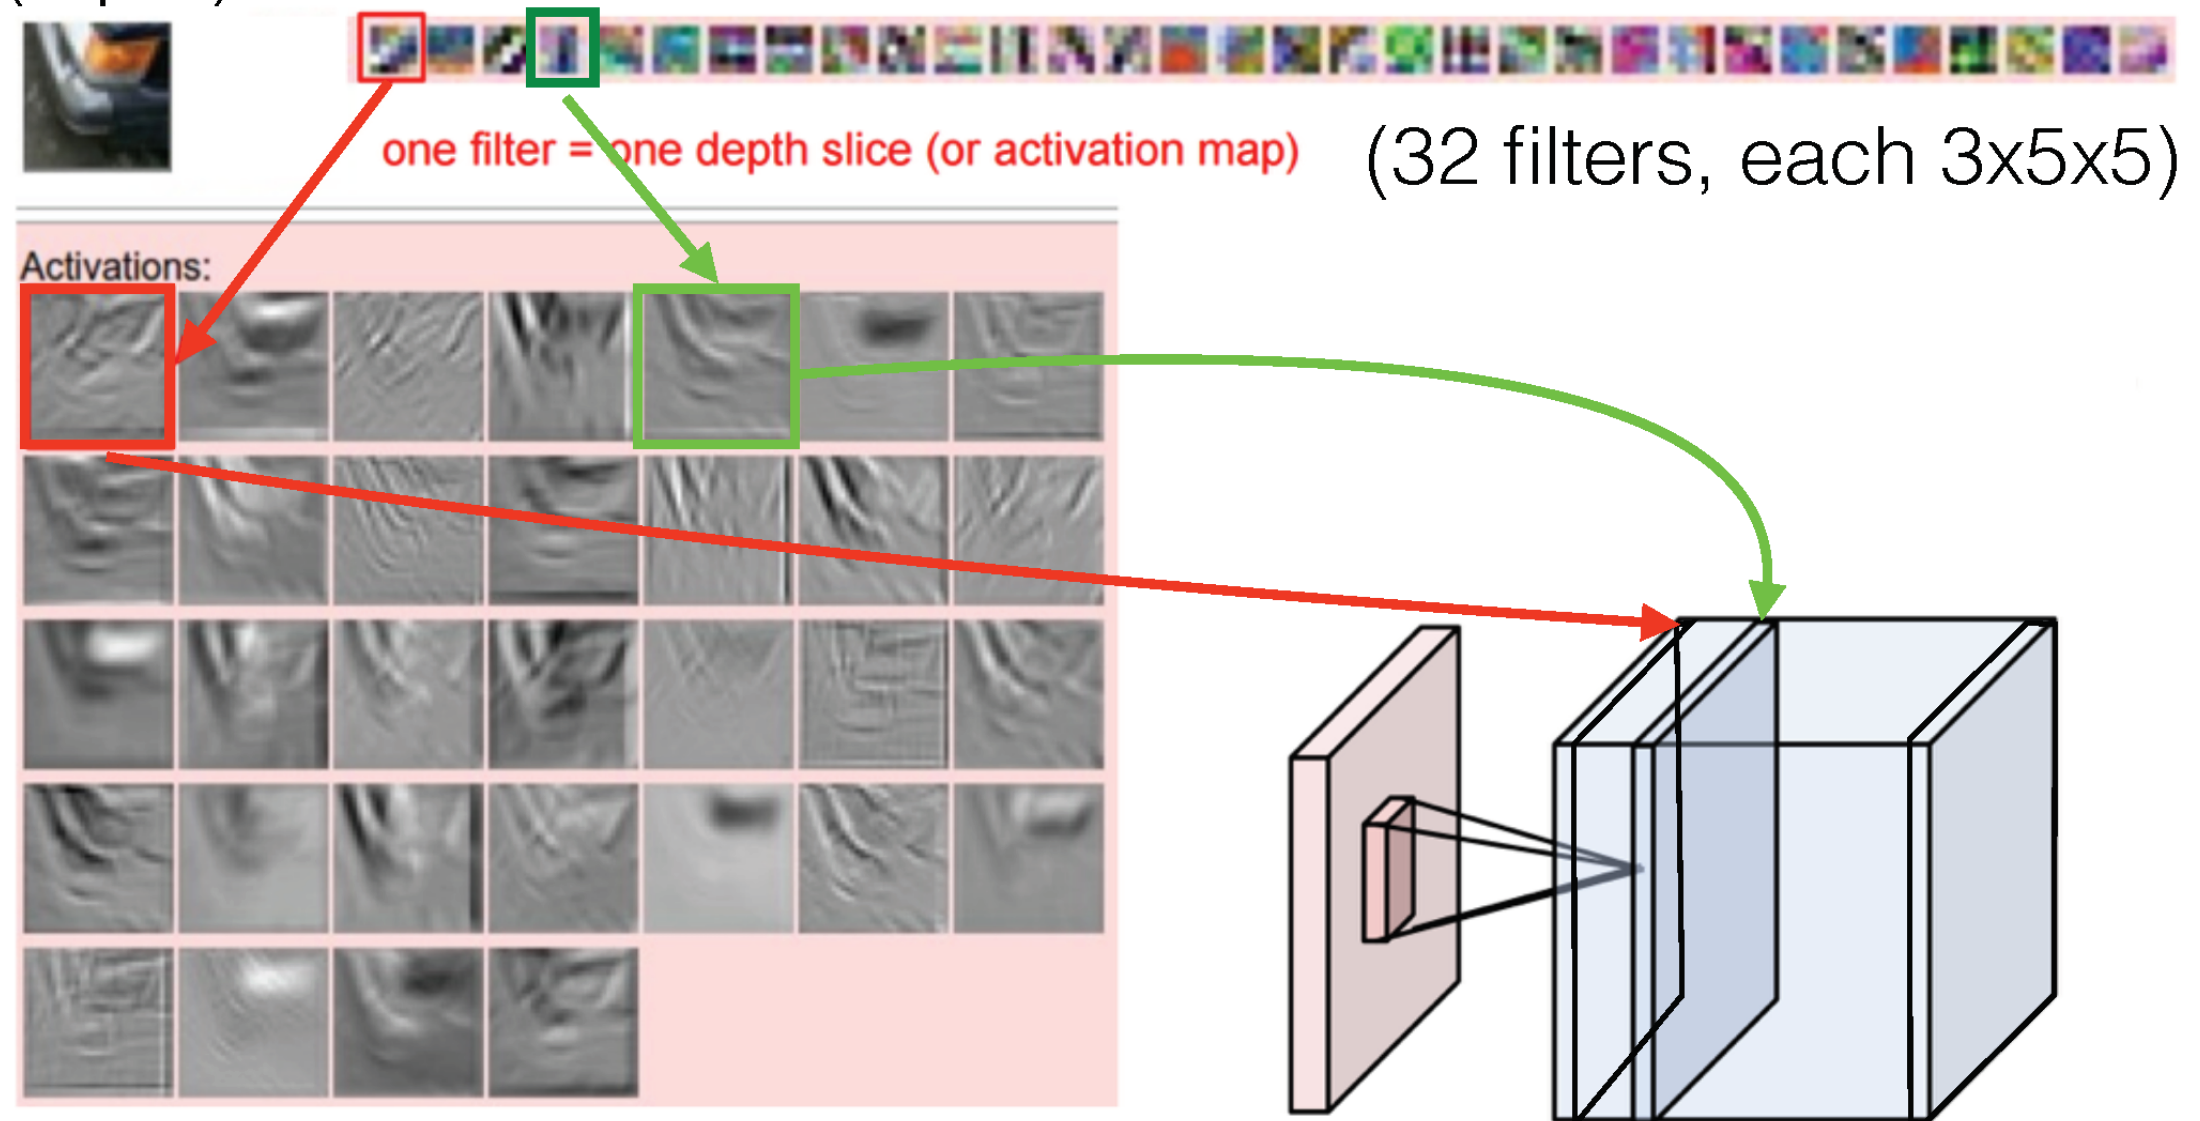 one filter = one depth slice (or activation map)
(32 filters, each 3x5x5)
Activations: